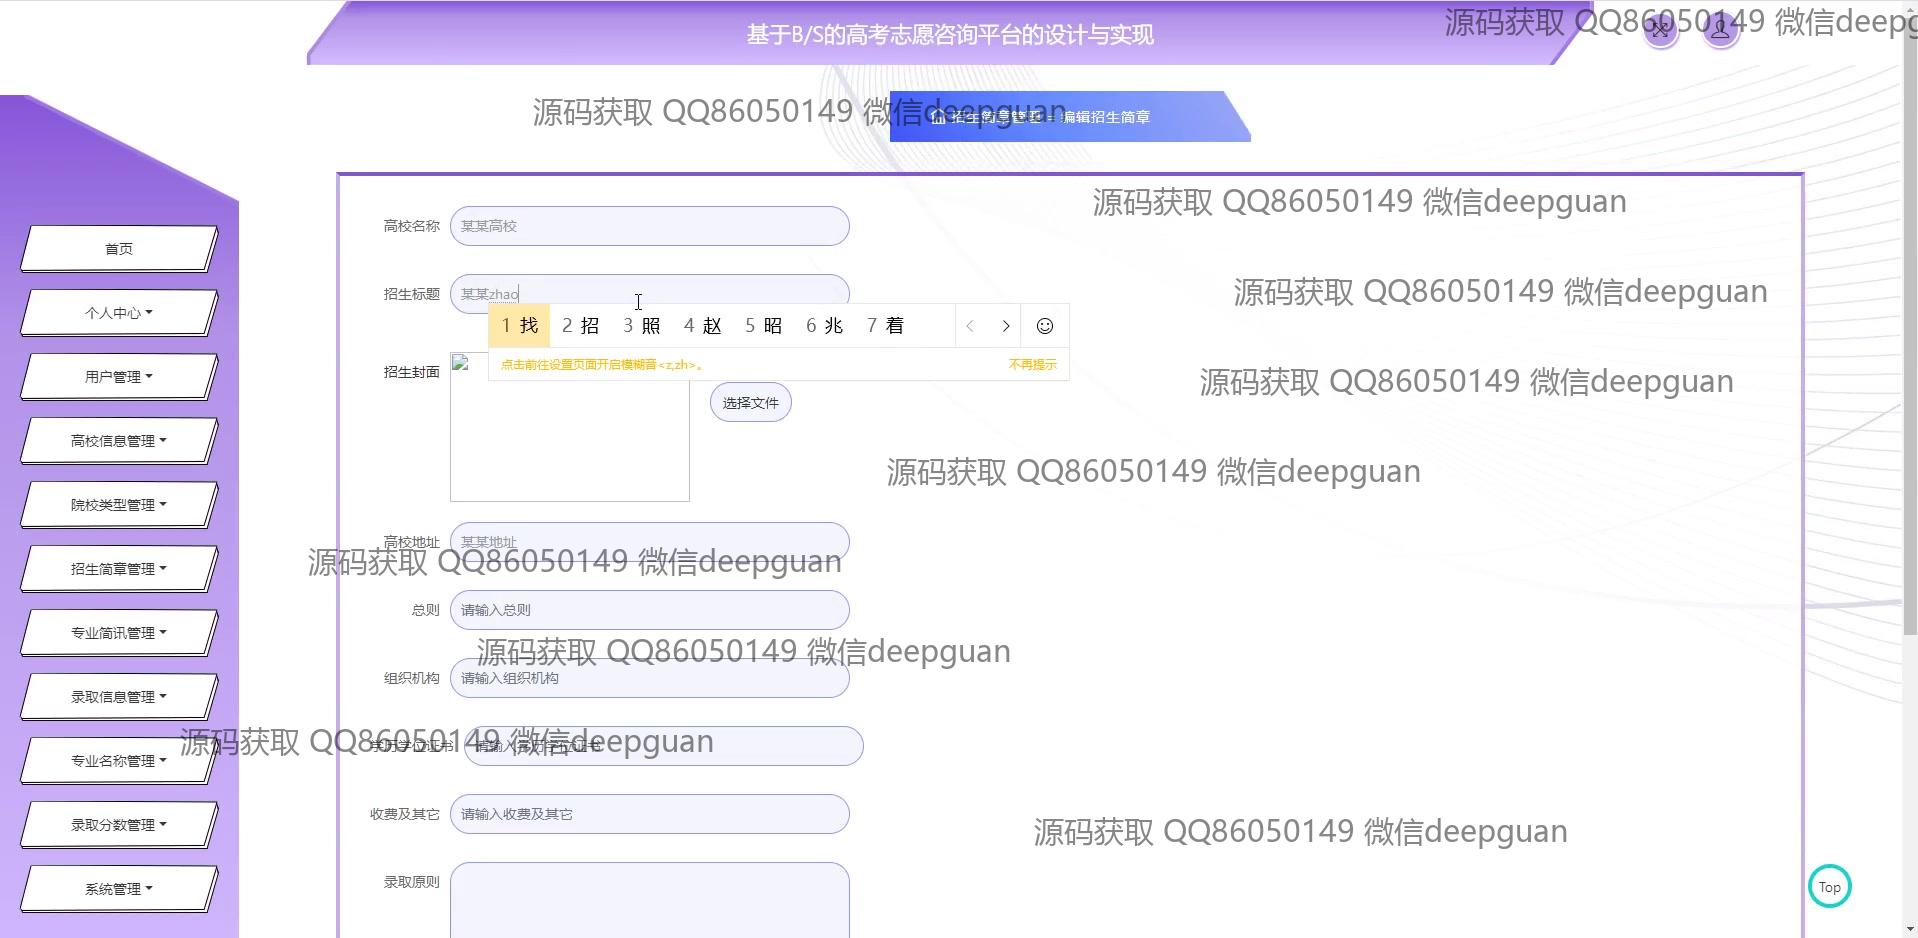 基于B/S的高考志愿咨询平台的设计与实现
源码获取 QQ86050149 微信deepg
源码获取 QQ86050149 微信deepguan
招生简章管理 编辑招生简章
源码获取 QQ86050149 微信deepguan
高校名称 某某高校
首页
源码获取 QQ86050149 微信deepguan
招生标题 某某zhao
个人中心
1 找 2 招 3 照 4 赵 5 昭 6 兆 7 着
点击前往设置页面开启模糊音<z,zh>。 不再提示
招生封面
用户管理
源码获取 QQ86050149 微信deepguan
选择文件
高校信息管理
源码获取 QQ86050149 微信deepguan
院校类型管理
高校地址 某某地址
源码获取 QQ86050149 微信deepguan
招生简章管理
总则 请输入总则
专业简讯管理
源码获取 QQ86050149 微信deepguan
组织机构 请输入组织机构
录取信息管理
源码获取 QQ86050149 微信deepguan
学历学位证书 请输入学历学位证书
专业名称管理
收费及其它 请输入收费及其它
录取分数管理
源码获取 QQ86050149 微信deepguan
录取原则
系统管理
Top